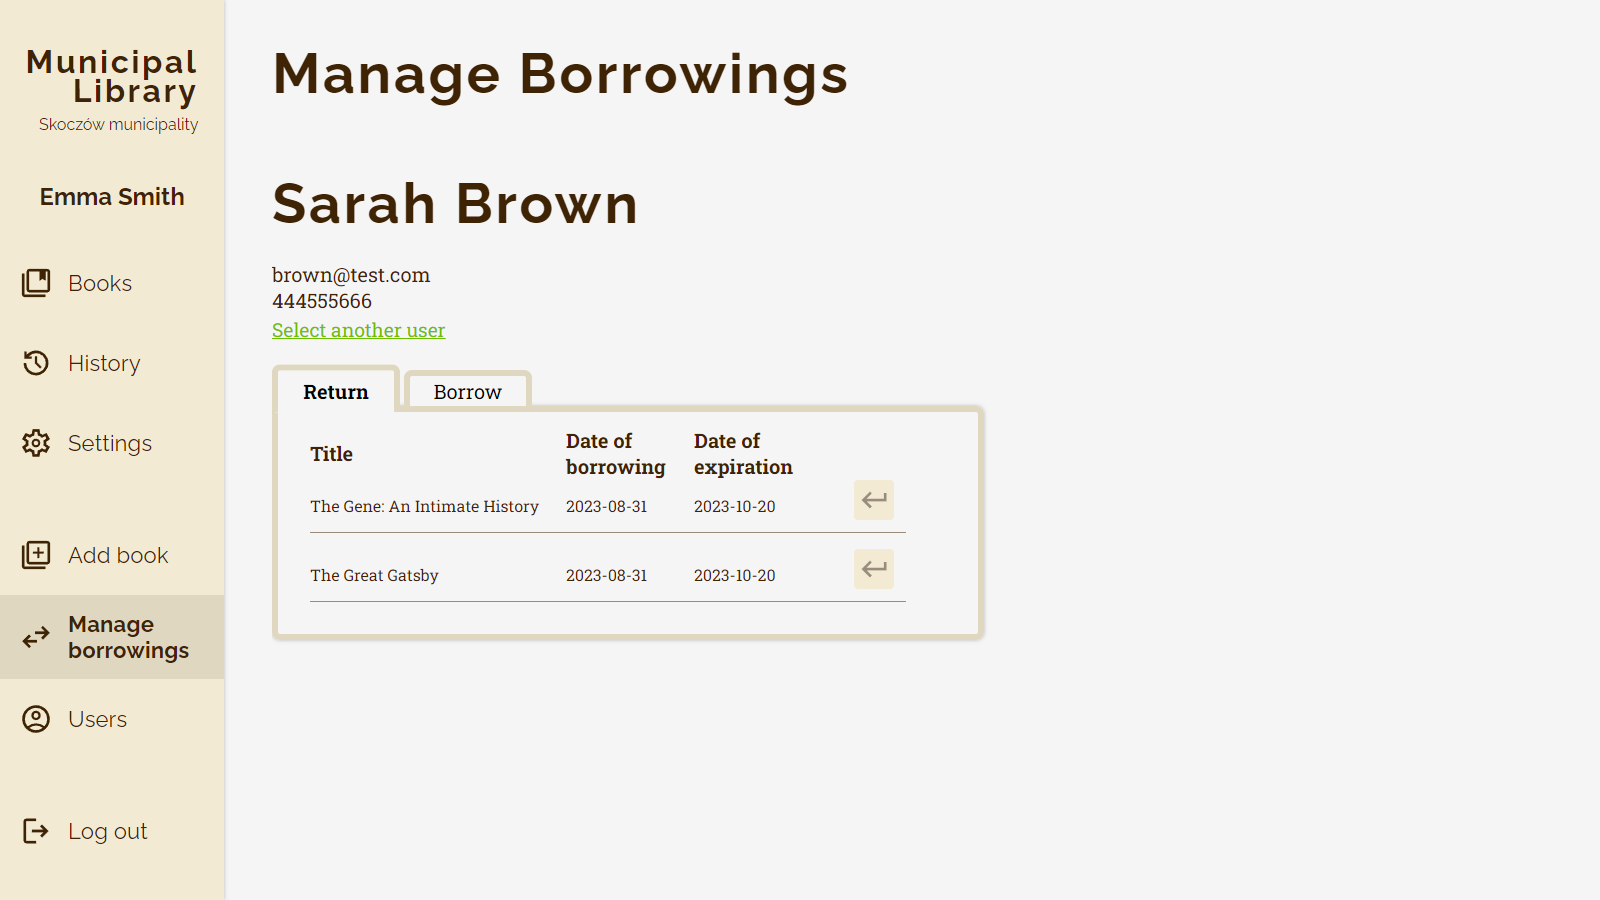 Municipal
Library
Skoczów municipality
Emma Smith
Books
History
Settings
Add book
Manage
borrowings
Users
Log out
Manage Borrowings
Sarah Brown
brown@test.com
444555666
Select another user
Return Borrow
Title Date of borrowing Date of expiration
The Gene: An Intimate History 2023-08-31 2023-10-20
The Great Gatsby 2023-08-31 2023-10-20